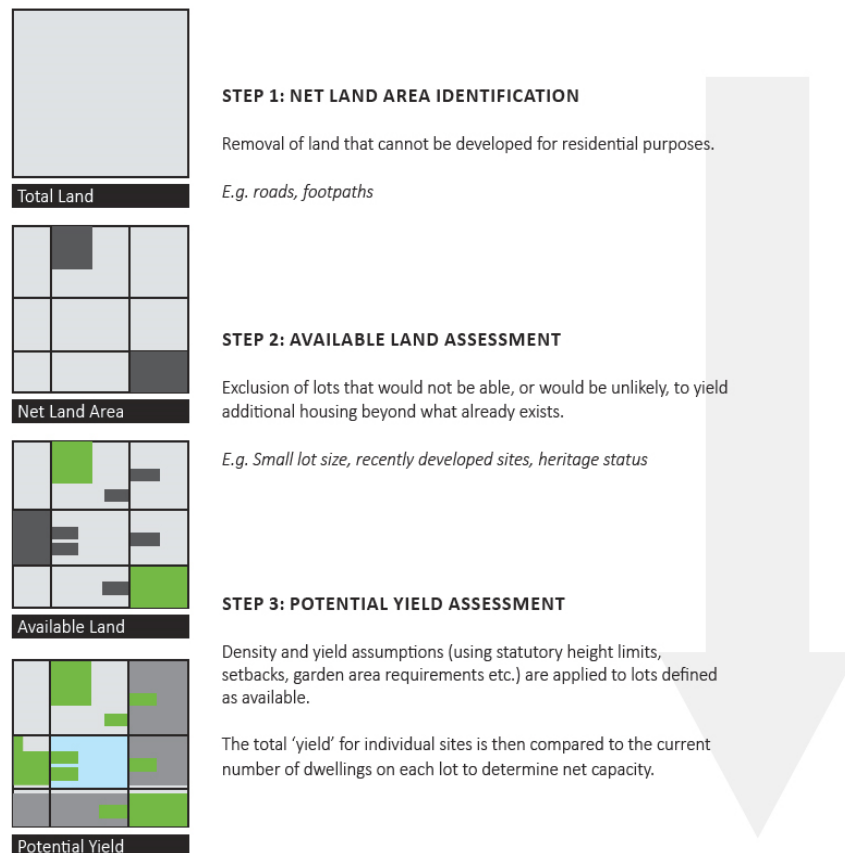 STEP 1: NET LAND AREA IDENTIFICATION
Removal of land that cannot be developed for residential purposes.
E.g. roads, footpaths
Total Land
STEP 2: AVAILABLE LAND ASSESSMENT
Exclusion of lots that would not be able, or would be unlikely, to yield
additional housing beyond what already exists.
Net Land Area
E.g. Small lot size, recently developed sites, heritage status
STEP 3: POTENTIAL YIELD ASSESSMENT
Available Land
Density and yield assumptions (using statutory height limits,
setbacks, garden area requirements etc.) are applied to lots defined
as available.
The total ‘yield’ for individual sites is then compared to the current
number of dwellings on each lot to determine net capacity.
Potential Yield